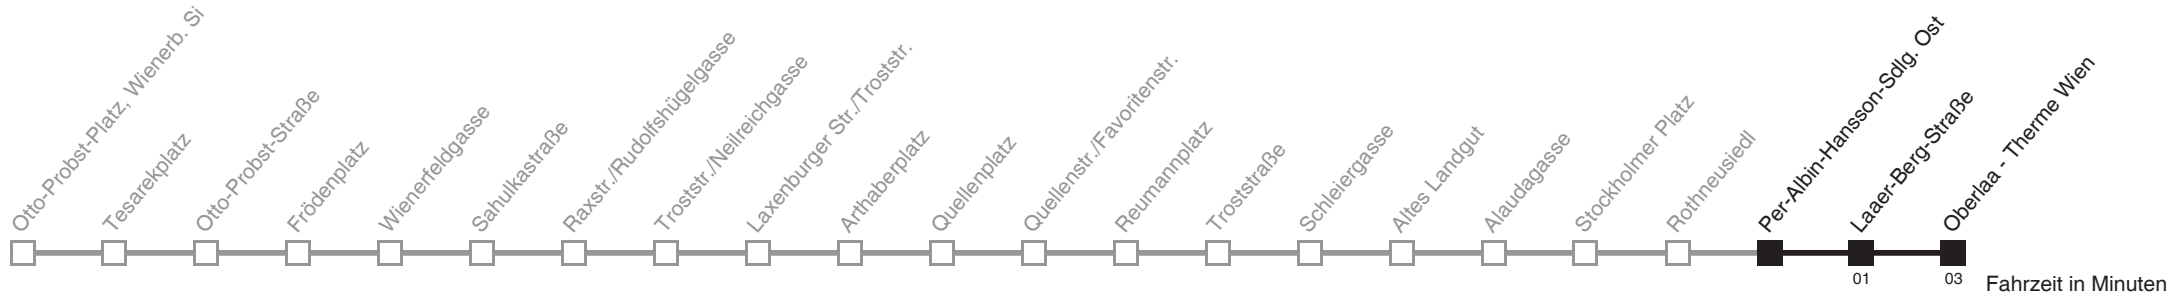 Otto-Probst-Platz, Wienerb. Si
Tesarekplatz
Otto-Probst-Straße
Frödenplatz
Wienerfeldgasse
Sahulkastraße
Raxstr./Rudolfshügelgasse
Troststr./Neilreichgasse
Laxenburger Str./Troststr.
Arthaberplatz
Quellenplatz
Quellenstr./Favoritenstr.
Reumannplatz
Troststraße
Schleiergasse
Altes Landgut
Alaudagasse
Stockholmer Platz
Rothneusiedl
Per-Albin-Hansson-Sdlg. Ost
Laaer-Berg-Straße
Oberlaa - Therme Wien
01
03
Fahrzeit in Minuten